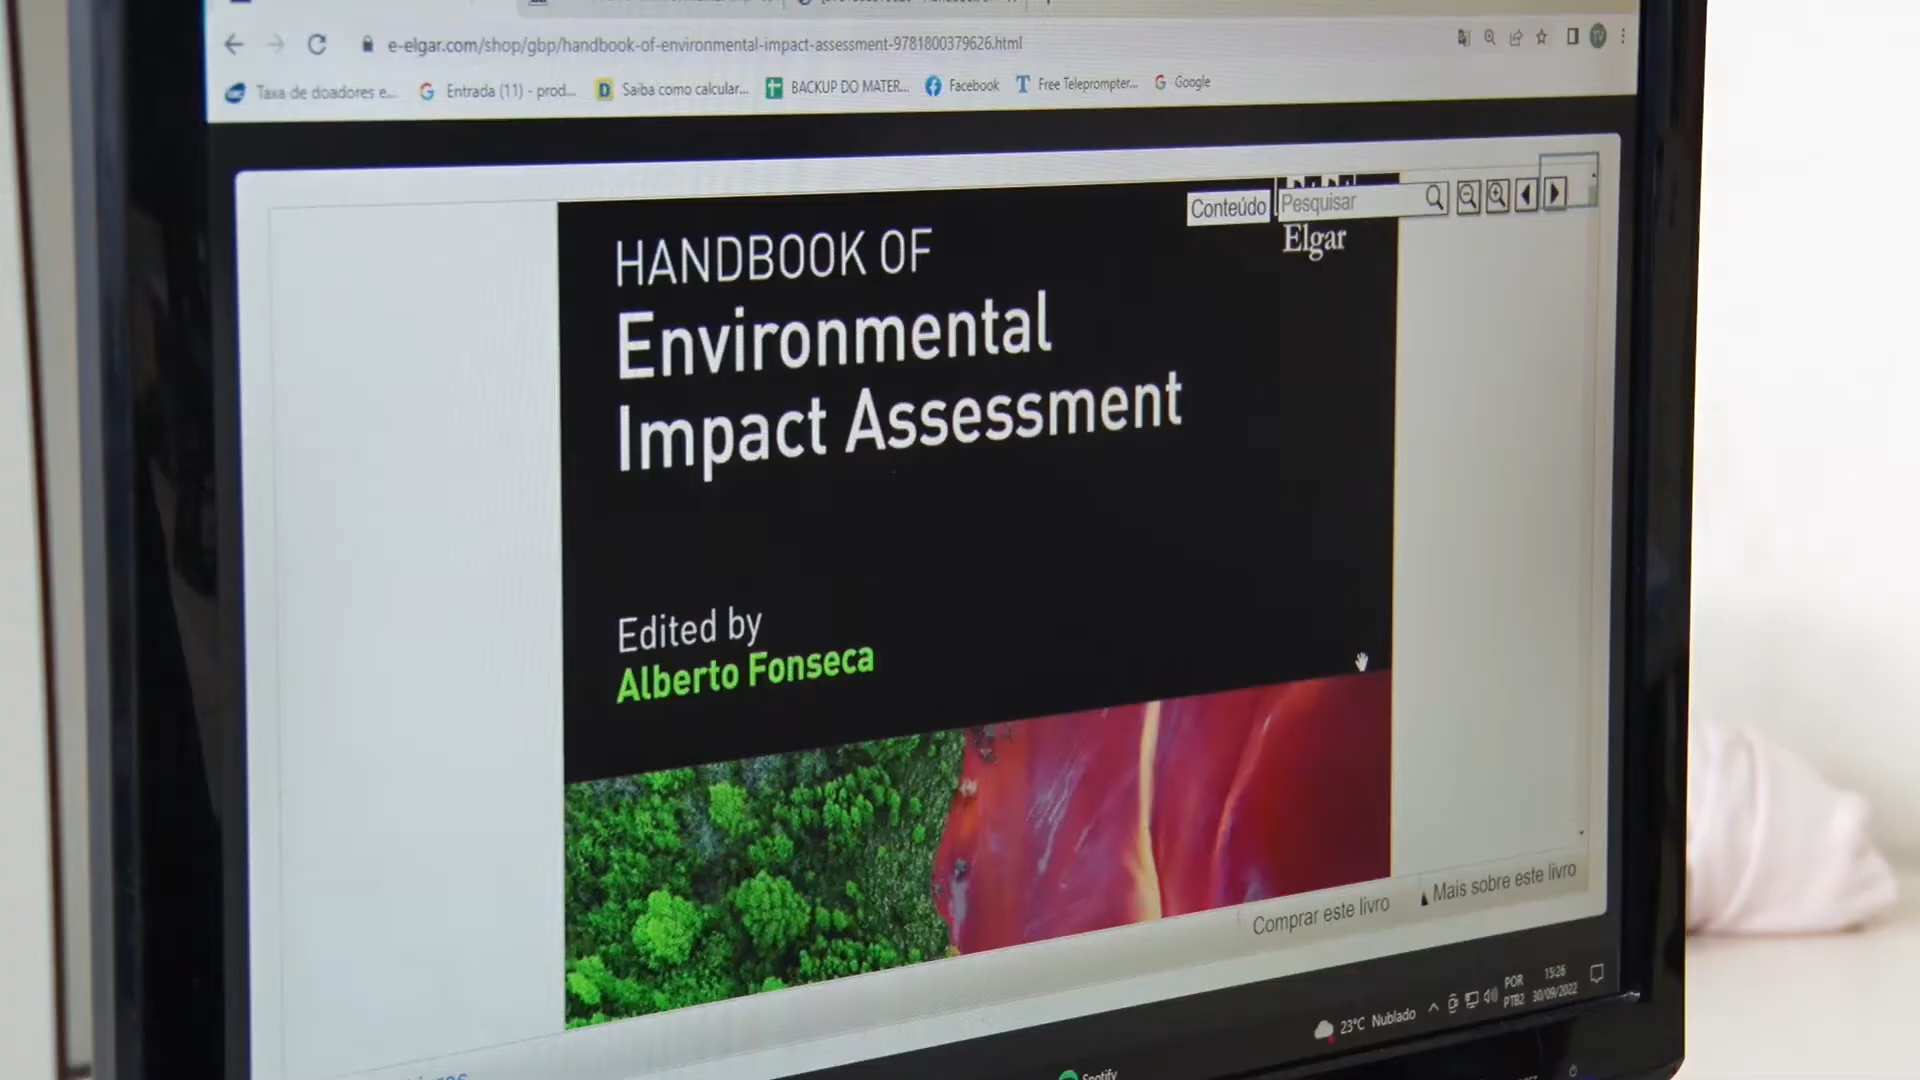 e-elgar.com/shop/gbp/handbook-of-environmental-impact-assessment-9781800379626.html
Taxa de doadores e...
Entrada (11) - prod...
Saiba como calcular...
BACKUP DO MATER...
Facebook
Free Teleprompter...
Google
Conteúdo
Pesquisar
Elgar
HANDBOOK OF
Environmental
Impact Assessment
Edited by
Alberto Fonseca
Comprar este livro
Mais sobre este livro
23°C Nublado
POR
PTB2
15:26
30/09/2022
Spotify